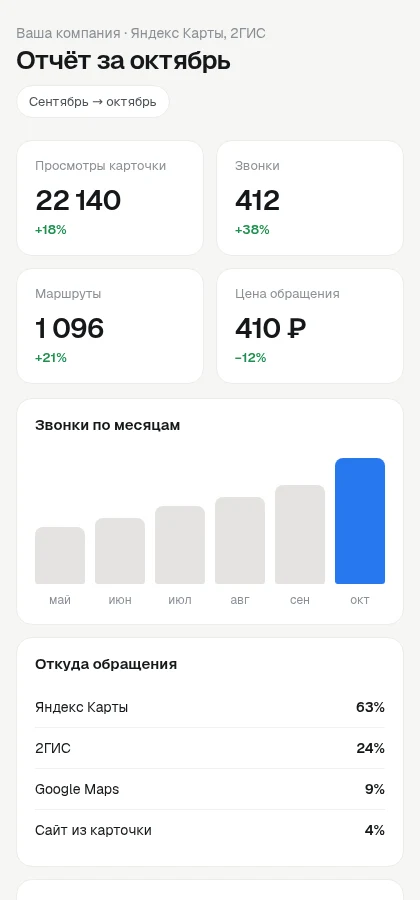 Ваша компания · Яндекс Карты, 2ГИС
Отчёт за октябрь
Сентябрь → октябрь
Просмотры карточки
22 140
+18%
Звонки
412
+38%
Маршруты
1 096
+21%
Цена обращения
410 ₽
−12%
Звонки по месяцам
май июн июл авг сен окт
Откуда обращения
Яндекс Карты 63%
2ГИС 24%
Google Maps 9%
Сайт из карточки 4%